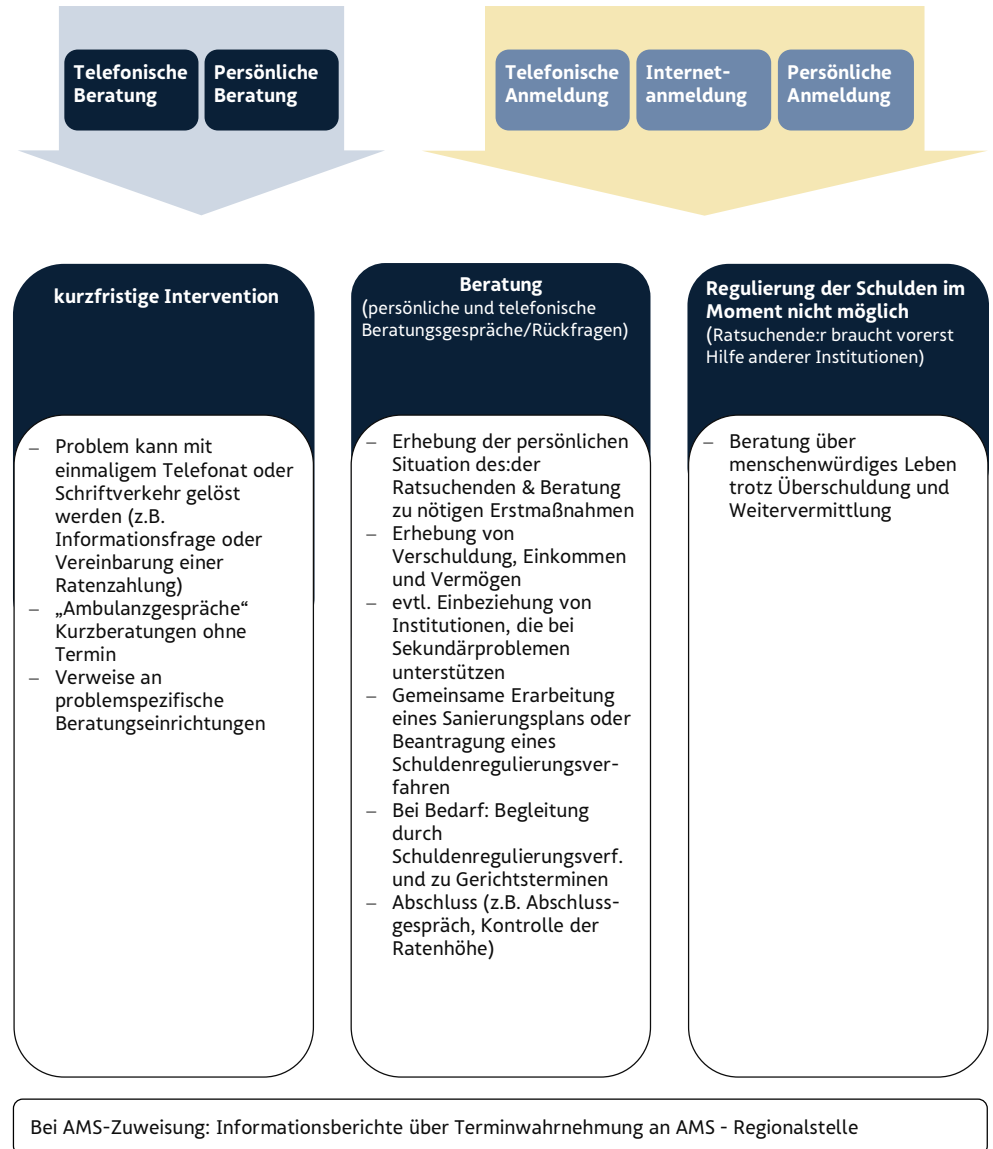 Telefonische
Beratung
Persönliche
Beratung
Telefonische
Anmeldung
Internet-
anmeldung
Persönliche
Anmeldung
kurzfristige Intervention
– Problem kann mit
einmaligem Telefonat oder
Schriftverkehr gelöst
werden (z.B.
Informationsfrage oder
Vereinbarung einer
Ratenzahlung)
– „Ambulanzgespräche“
Kurzberatungen ohne
Termin
– Verweise an
problemspezifische
Beratungseinrichtungen
Beratung
(persönliche und telefonische
Beratungsgespräche/Rückfragen)
– Erhebung der persönlichen
Situation des:der
Ratsuchenden & Beratung
zu nötigen Erstmaßnahmen
– Erhebung von
Verschuldung, Einkommen
und Vermögen
– evtl. Einbeziehung von
Institutionen, die bei
Sekundärproblemen
unterstützen
– Gemeinsame Erarbeitung
eines Sanierungsplans oder
Beantragung eines
Schuldenregulierungsver-
fahren
– Bei Bedarf: Begleitung
durch
Schuldenregulierungsverf.
und zu Gerichtsterminen
– Abschluss (z.B. Abschluss-
gespräch, Kontrolle der
Ratenhöhe)
Regulierung der Schulden im
Moment nicht möglich
(Ratsuchende:r braucht vorerst
Hilfe anderer Institutionen)
– Beratung über
menschenwürdiges Leben
trotz Überschuldung und
Weitervermittlung
Bei AMS-Zuweisung: Informationsberichte über Terminwahrnehmung an AMS - Regionalstelle